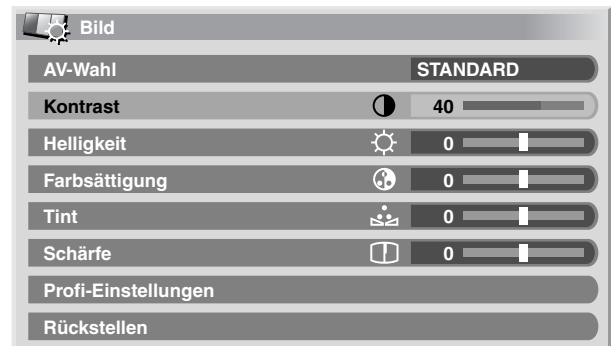 Bild
AV-Wahl STANDARD
Kontrast 40
Helligkeit 0
Farbsättigung 0
Tint 0
Schärfe 0
Profi-Einstellungen
Rückstellen